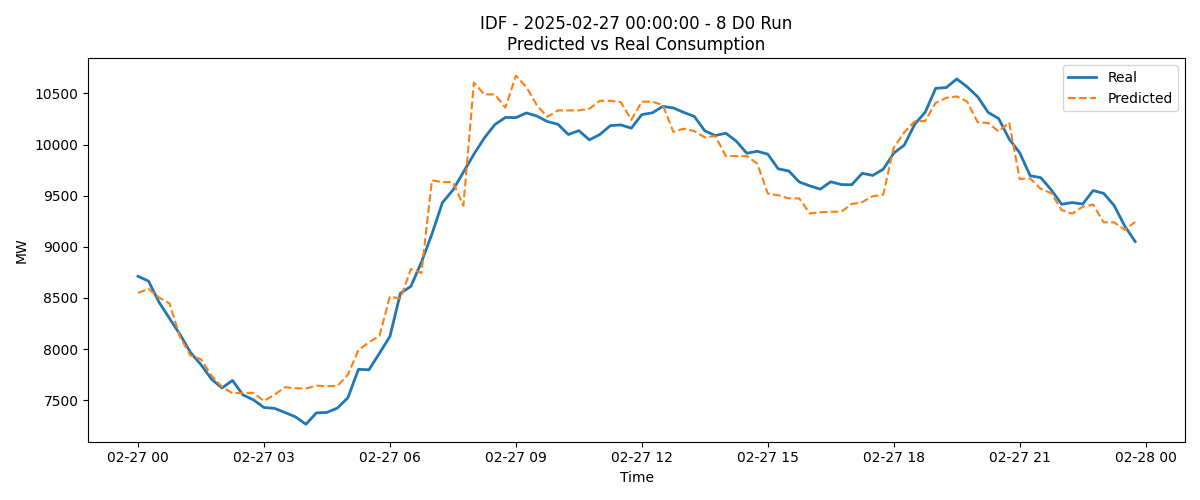 IDF - 2025-02-27 00:00:00 - 8 D0 Run
Predicted vs Real Consumption
Real
Predicted
10500
10000
9500
9000
8500
8000
7500
MW
02-27 00
02-27 03
02-27 06
02-27 09
02-27 12
02-27 15
02-27 18
02-27 21
02-28 00
Time